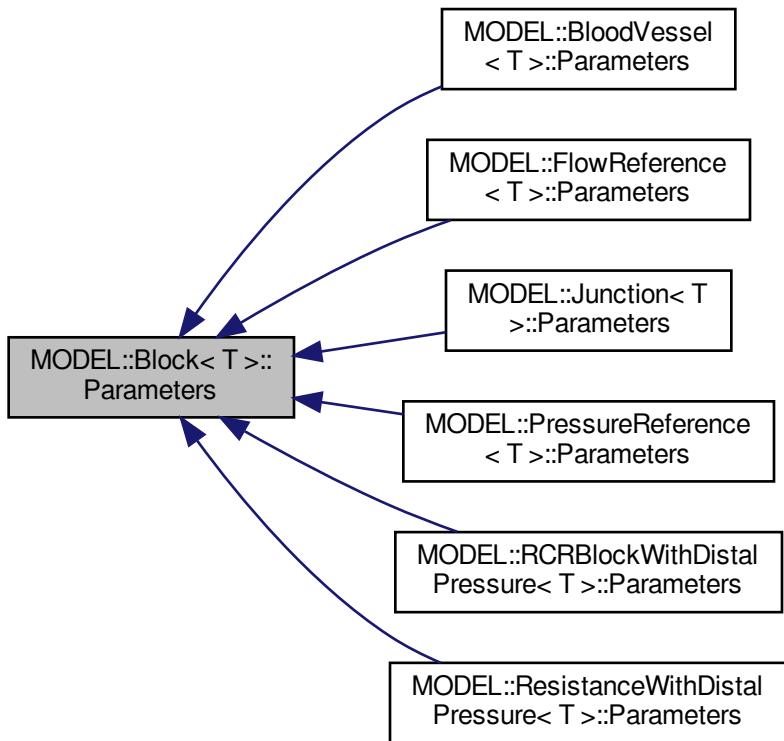 MODEL::BloodVessel
< T >::Parameters
MODEL::FlowReference
< T >::Parameters
MODEL::Junction< T
>::Parameters
MODEL::Block< T >::
Parameters
MODEL::PressureReference
< T >::Parameters
MODEL::RCRBlockWithDistal
Pressure< T >::Parameters
MODEL::ResistanceWithDistal
Pressure< T >::Parameters